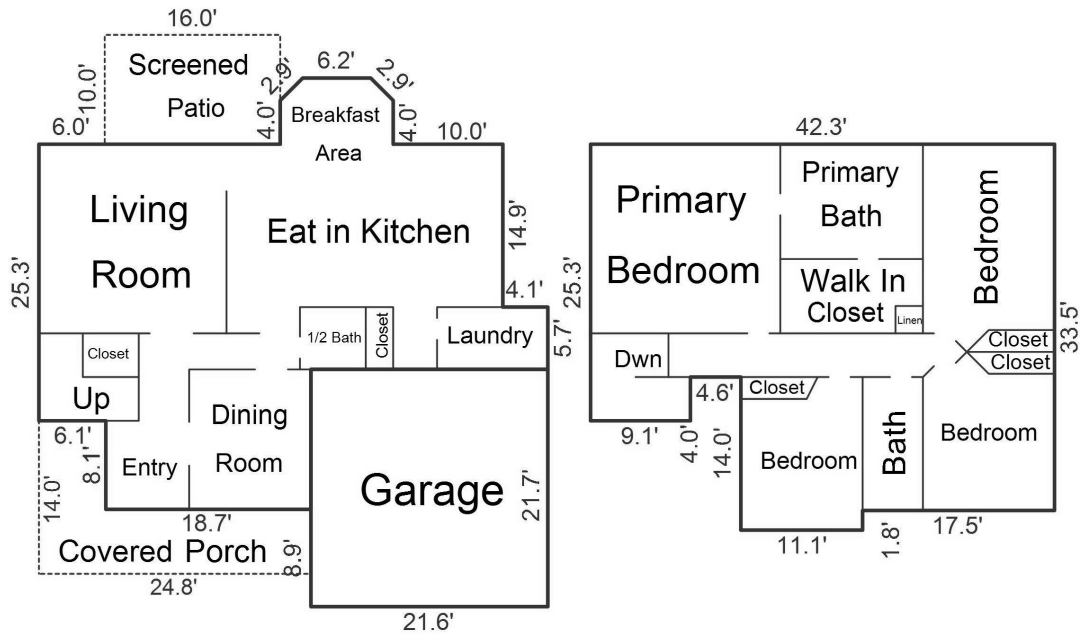 16.0'
Screened
Patio
10.0'
2.9'
6.2'
2.9'
6.0'
4.0'
Breakfast
Area
4.0'
10.0'
Living
Room
Eat in Kitchen
14.9'
25.3'
4.1'
1/2 Bath
Closet
Laundry
5.7'
Closet
Up
Dining
Room
6.1'
8.1'
Entry
14.0'
Garage
21.7'
18.7'
Covered Porch
8.9'
24.8'
21.6'
42.3'
Primary
Bedroom
Primary
Bath
Bedroom
25.3'
Walk In
Closet
Linen
33.5'
Closet
Closet
Dwn
4.6'
Closet
9.1'
4.0'
14.0'
Bedroom
Bath
Bedroom
11.1'
1.8'
17.5'